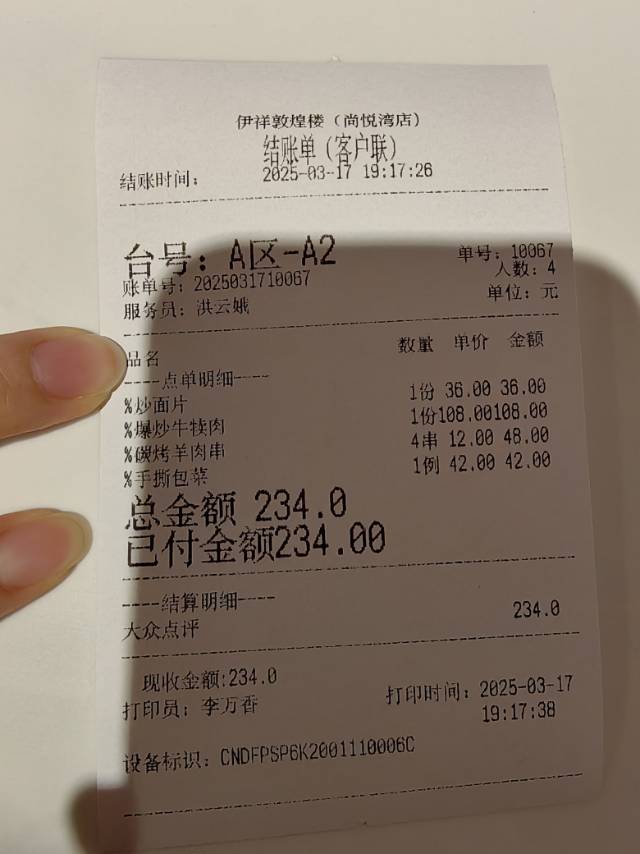 伊祥敦煌楼（尚悦湾店）
结账单（客户联）
结账时间： 2025-03-17 19:17:26
台号：A区-A2 单号：10067
人数：4
账单号：2025031710067
服务员：洪云娥 单位：元
品名 数量 单价 金额
----点单明细----
%炒面片 1份 36.00 36.00
%爆炒牛犊肉 1份108.00108.00
%碳烤羊肉串 4串 12.00 48.00
%手撕包菜 1例 42.00 42.00
总金额 234.0
已付金额234.00
----结算明细----
大众点评 234.0
现收金额:234.0
打印员：李万香 打印时间：2025-03-17
19:17:38
设备标识：CNDFPSP6K2001110006C